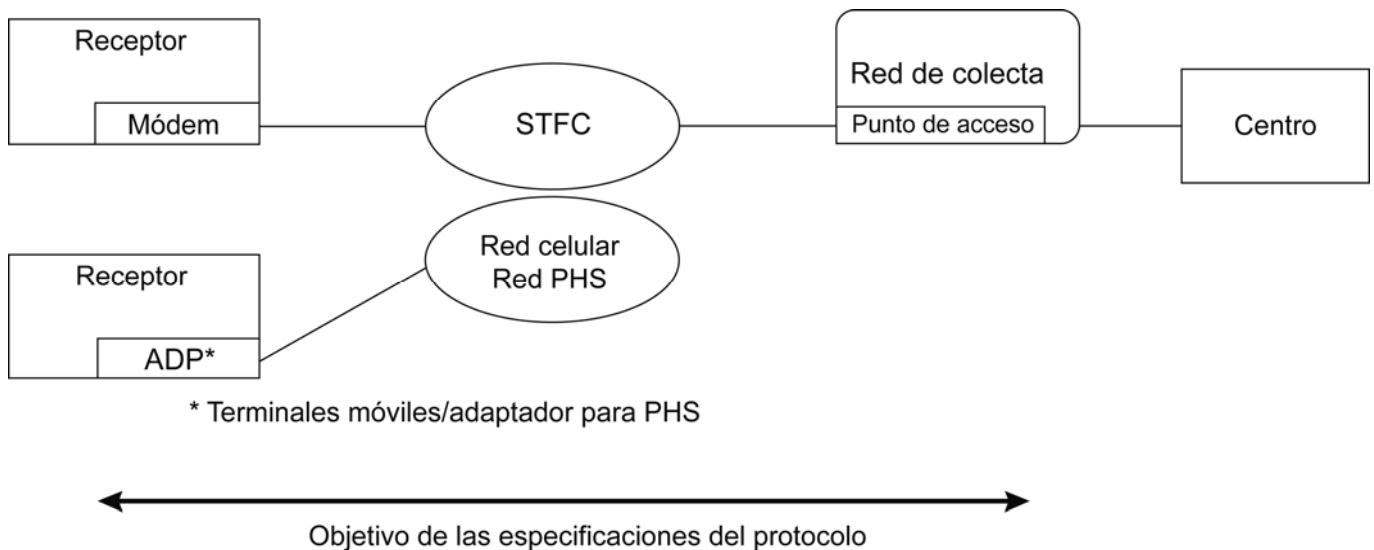 Receptor
Módem
STFC
Red de colecta
Punto de acceso
Centro
Red celular
Red PHS
Receptor
ADP*
* Terminales móviles/adaptador para PHS
Objetivo de las especificaciones del protocolo